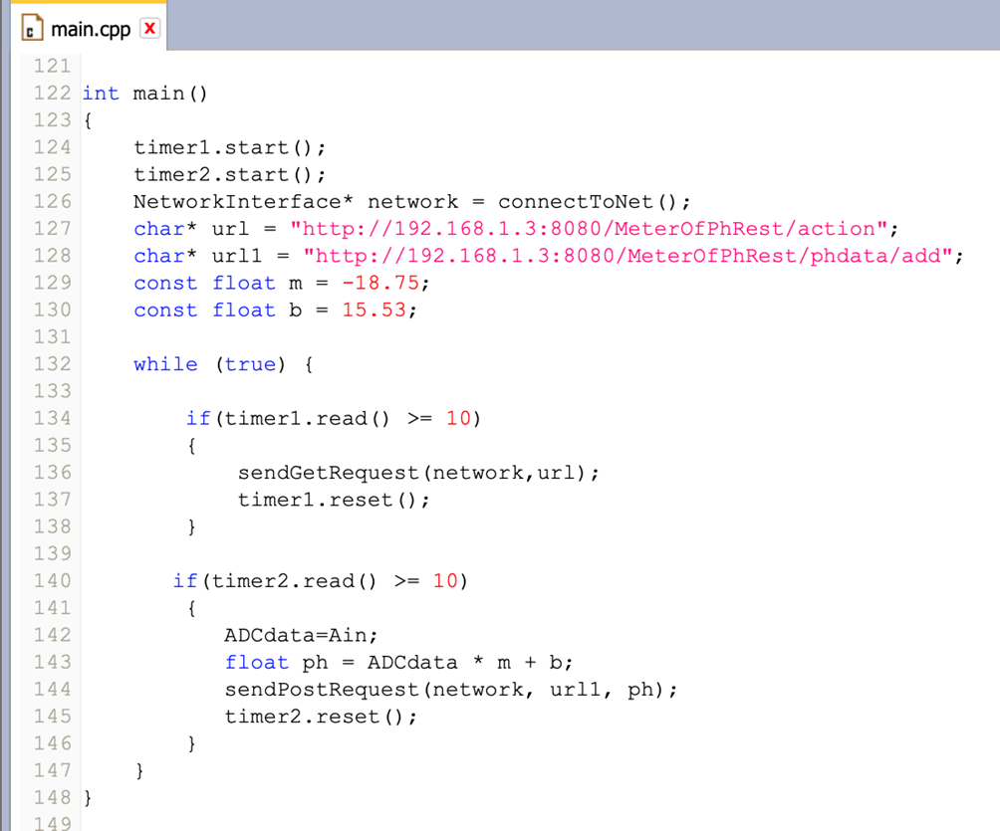 main.cpp
121
122 int main()
123 {
124     timer1.start();
125     timer2.start();
126     NetworkInterface* network = connectToNet();
127     char* url = "http://192.168.1.3:8080/MeterOfPhRest/action";
128     char* url1 = "http://192.168.1.3:8080/MeterOfPhRest/phdata/add";
129     const float m = -18.75;
130     const float b = 15.53;
131
132     while (true) {
133
134         if(timer1.read() >= 10)
135         {
136             sendGetRequest(network,url);
137             timer1.reset();
138         }
139
140        if(timer2.read() >= 10)
141         {
142            ADCdata=Ain;
143            float ph = ADCdata * m + b;
144            sendPostRequest(network, url1, ph);
145            timer2.reset();
146         }
147     }
148 }
149